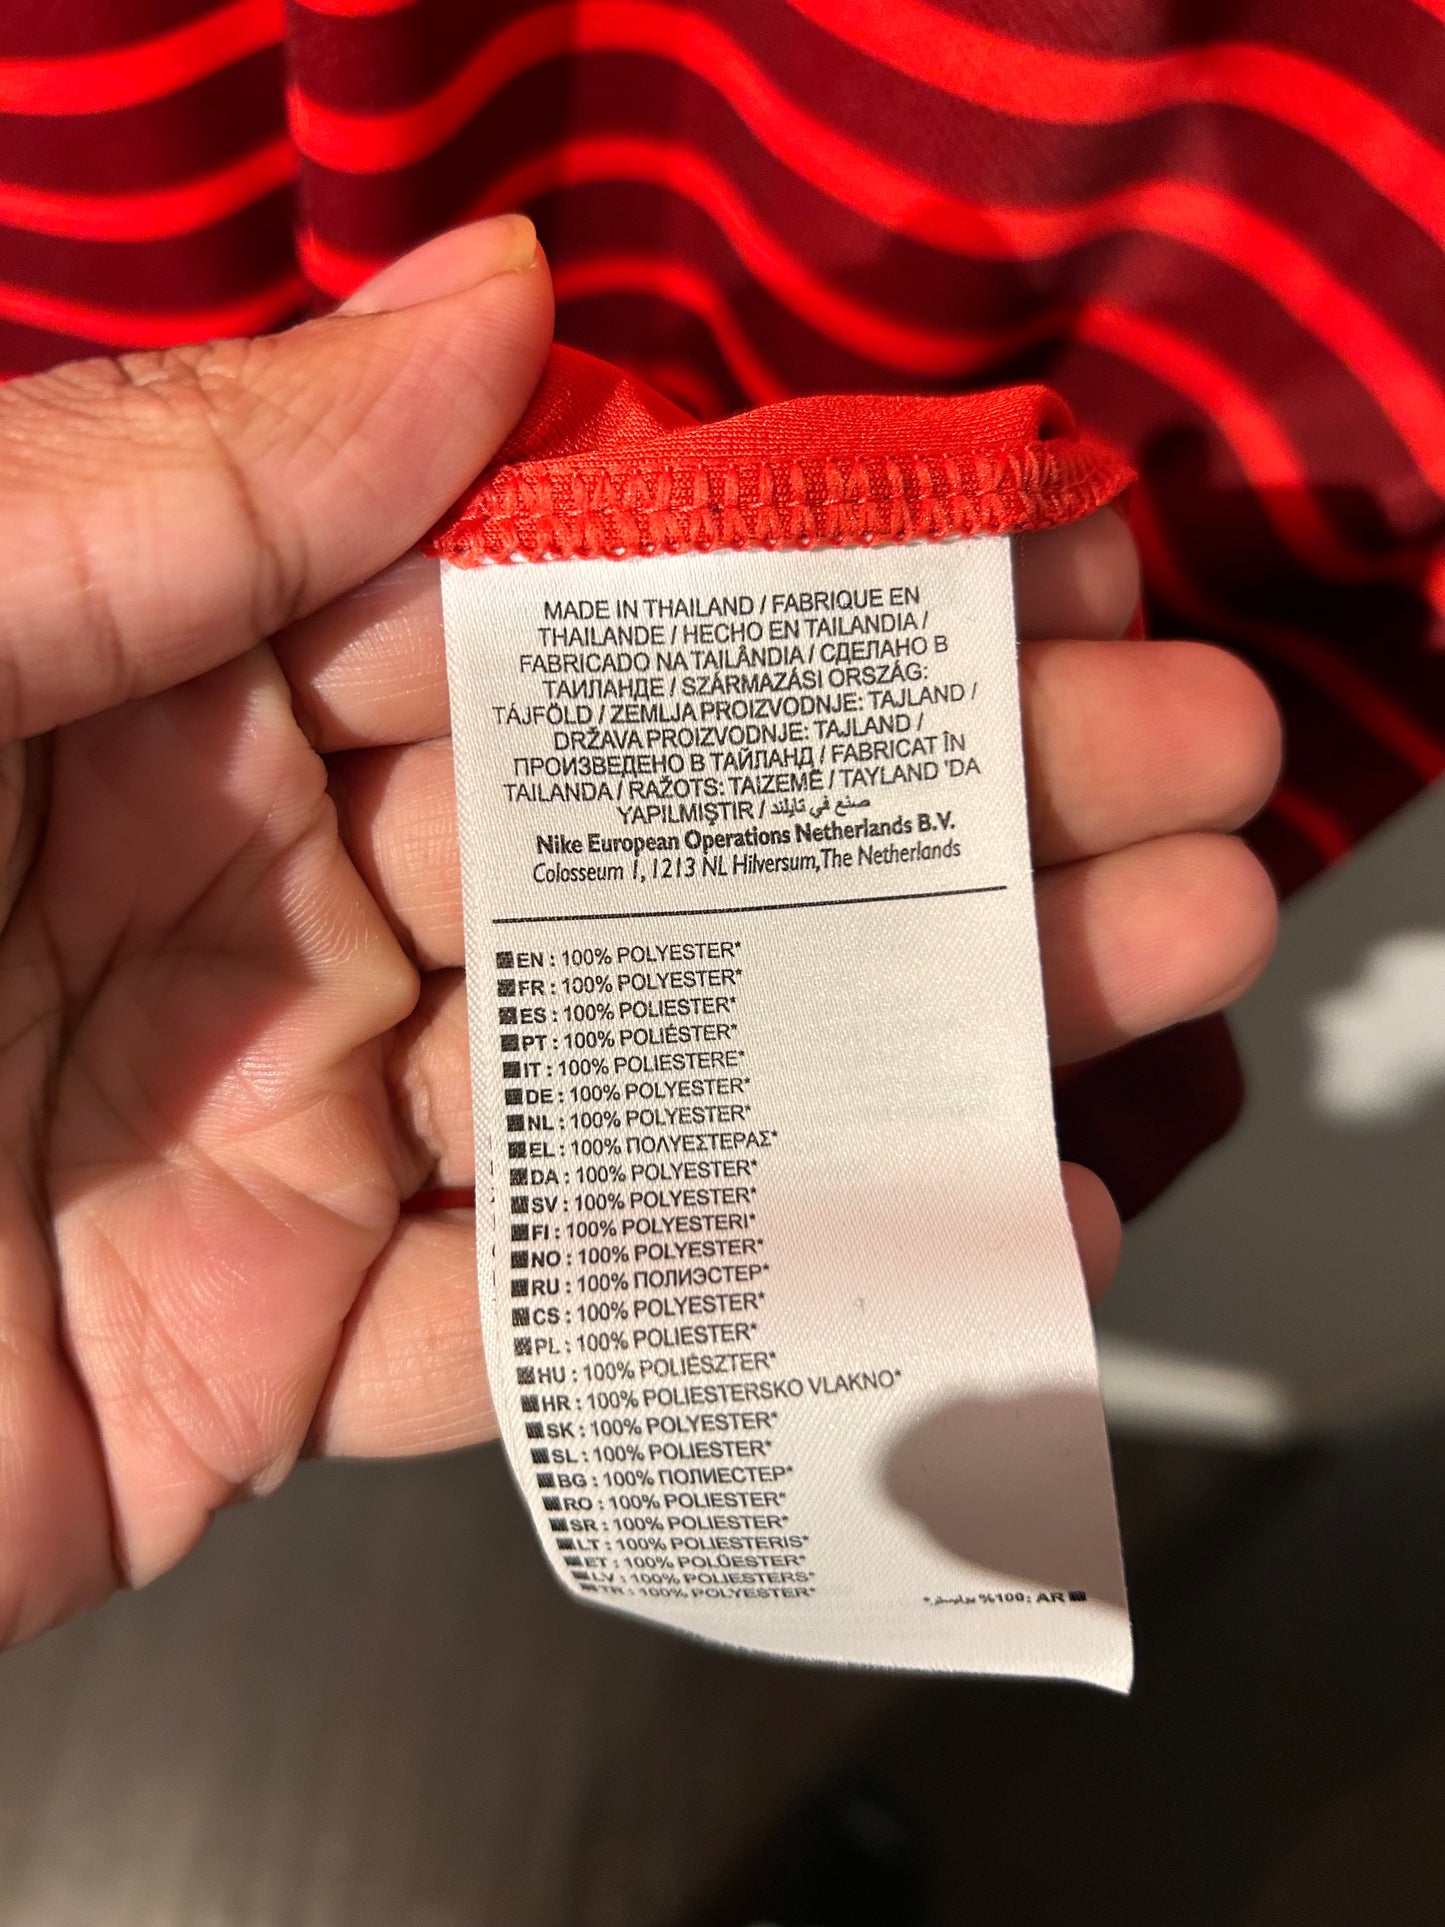 MADE IN THAILAND / FABRIQUE EN
THAILANDE / HECHO EN TAILANDIA /
FABRICADO NA TAILÂNDIA / СДЕЛАНО В
ТАИЛАНДЕ / SZÁRMAZÁSI ORSZÁG:
TÁJFÖLD / ZEMLJA PROIZVODNJE: TAJLAND /
DRŽAVA PROIZVODNJE: TAJLAND /
ПРОИЗВЕДЕНО В ТАЙЛАНД / FABRICAT ÎN
TAILANDA / RAŽOTS: TAIZEMĒ / TAYLAND 'DA
YAPILMIŞTIR / صنع في تايلند
Nike European Operations Netherlands B.V.
Colosseum 1, 1213 NL Hilversum, The Netherlands
EN : 100% POLYESTER*
FR : 100% POLYESTER*
ES : 100% POLIESTER*
PT : 100% POLIÉSTER*
IT : 100% POLIESTERE*
DE : 100% POLYESTER*
NL : 100% POLYESTER*
EL : 100% ΠΟΛΥΕΣΤΕΡΑΣ*
DA : 100% POLYESTER*
SV : 100% POLYESTER*
FI : 100% POLYESTERI*
NO : 100% POLYESTER*
RU : 100% ПОЛИЭСТЕР*
CS : 100% POLYESTER*
PL : 100% POLIESTER*
HU : 100% POLIÉSZTER*
HR : 100% POLIESTERSKO VLAKNO*
SK : 100% POLYESTER*
SL : 100% POLIESTER*
BG : 100% ПОЛИЕСТЕР*
RO : 100% POLIESTER*
SR : 100% POLIESTER*
LT : 100% POLIESTERIS*
ET : 100% POLÜESTER*
LV : 100% POLIESTERS*
TR : 100% POLYESTER*
AR :100% بوليستر*